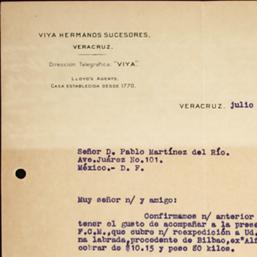 VIYA HERMANOS SUCESORES,
VERACRUZ.
Dirección Telegráfica: "VIYA".
LLOYD'S AGENTS.
CASA ESTABLECIDA DESDE 1770.
VERACRUZ, julio
Señor D. Pablo Martínez del Río.
Ave.Juárez No.101.
México.- D. F.
Muy señor n/ y amigo:
Confirmamos n/ anterior
tener el gusto de acompañar a la prese
F.C.M.,que cubre n/ reexpedición a Ud.
na labrada,procedente de Bilbao,ex"Al
cobrar de $10.15 y peso 80 kilos.